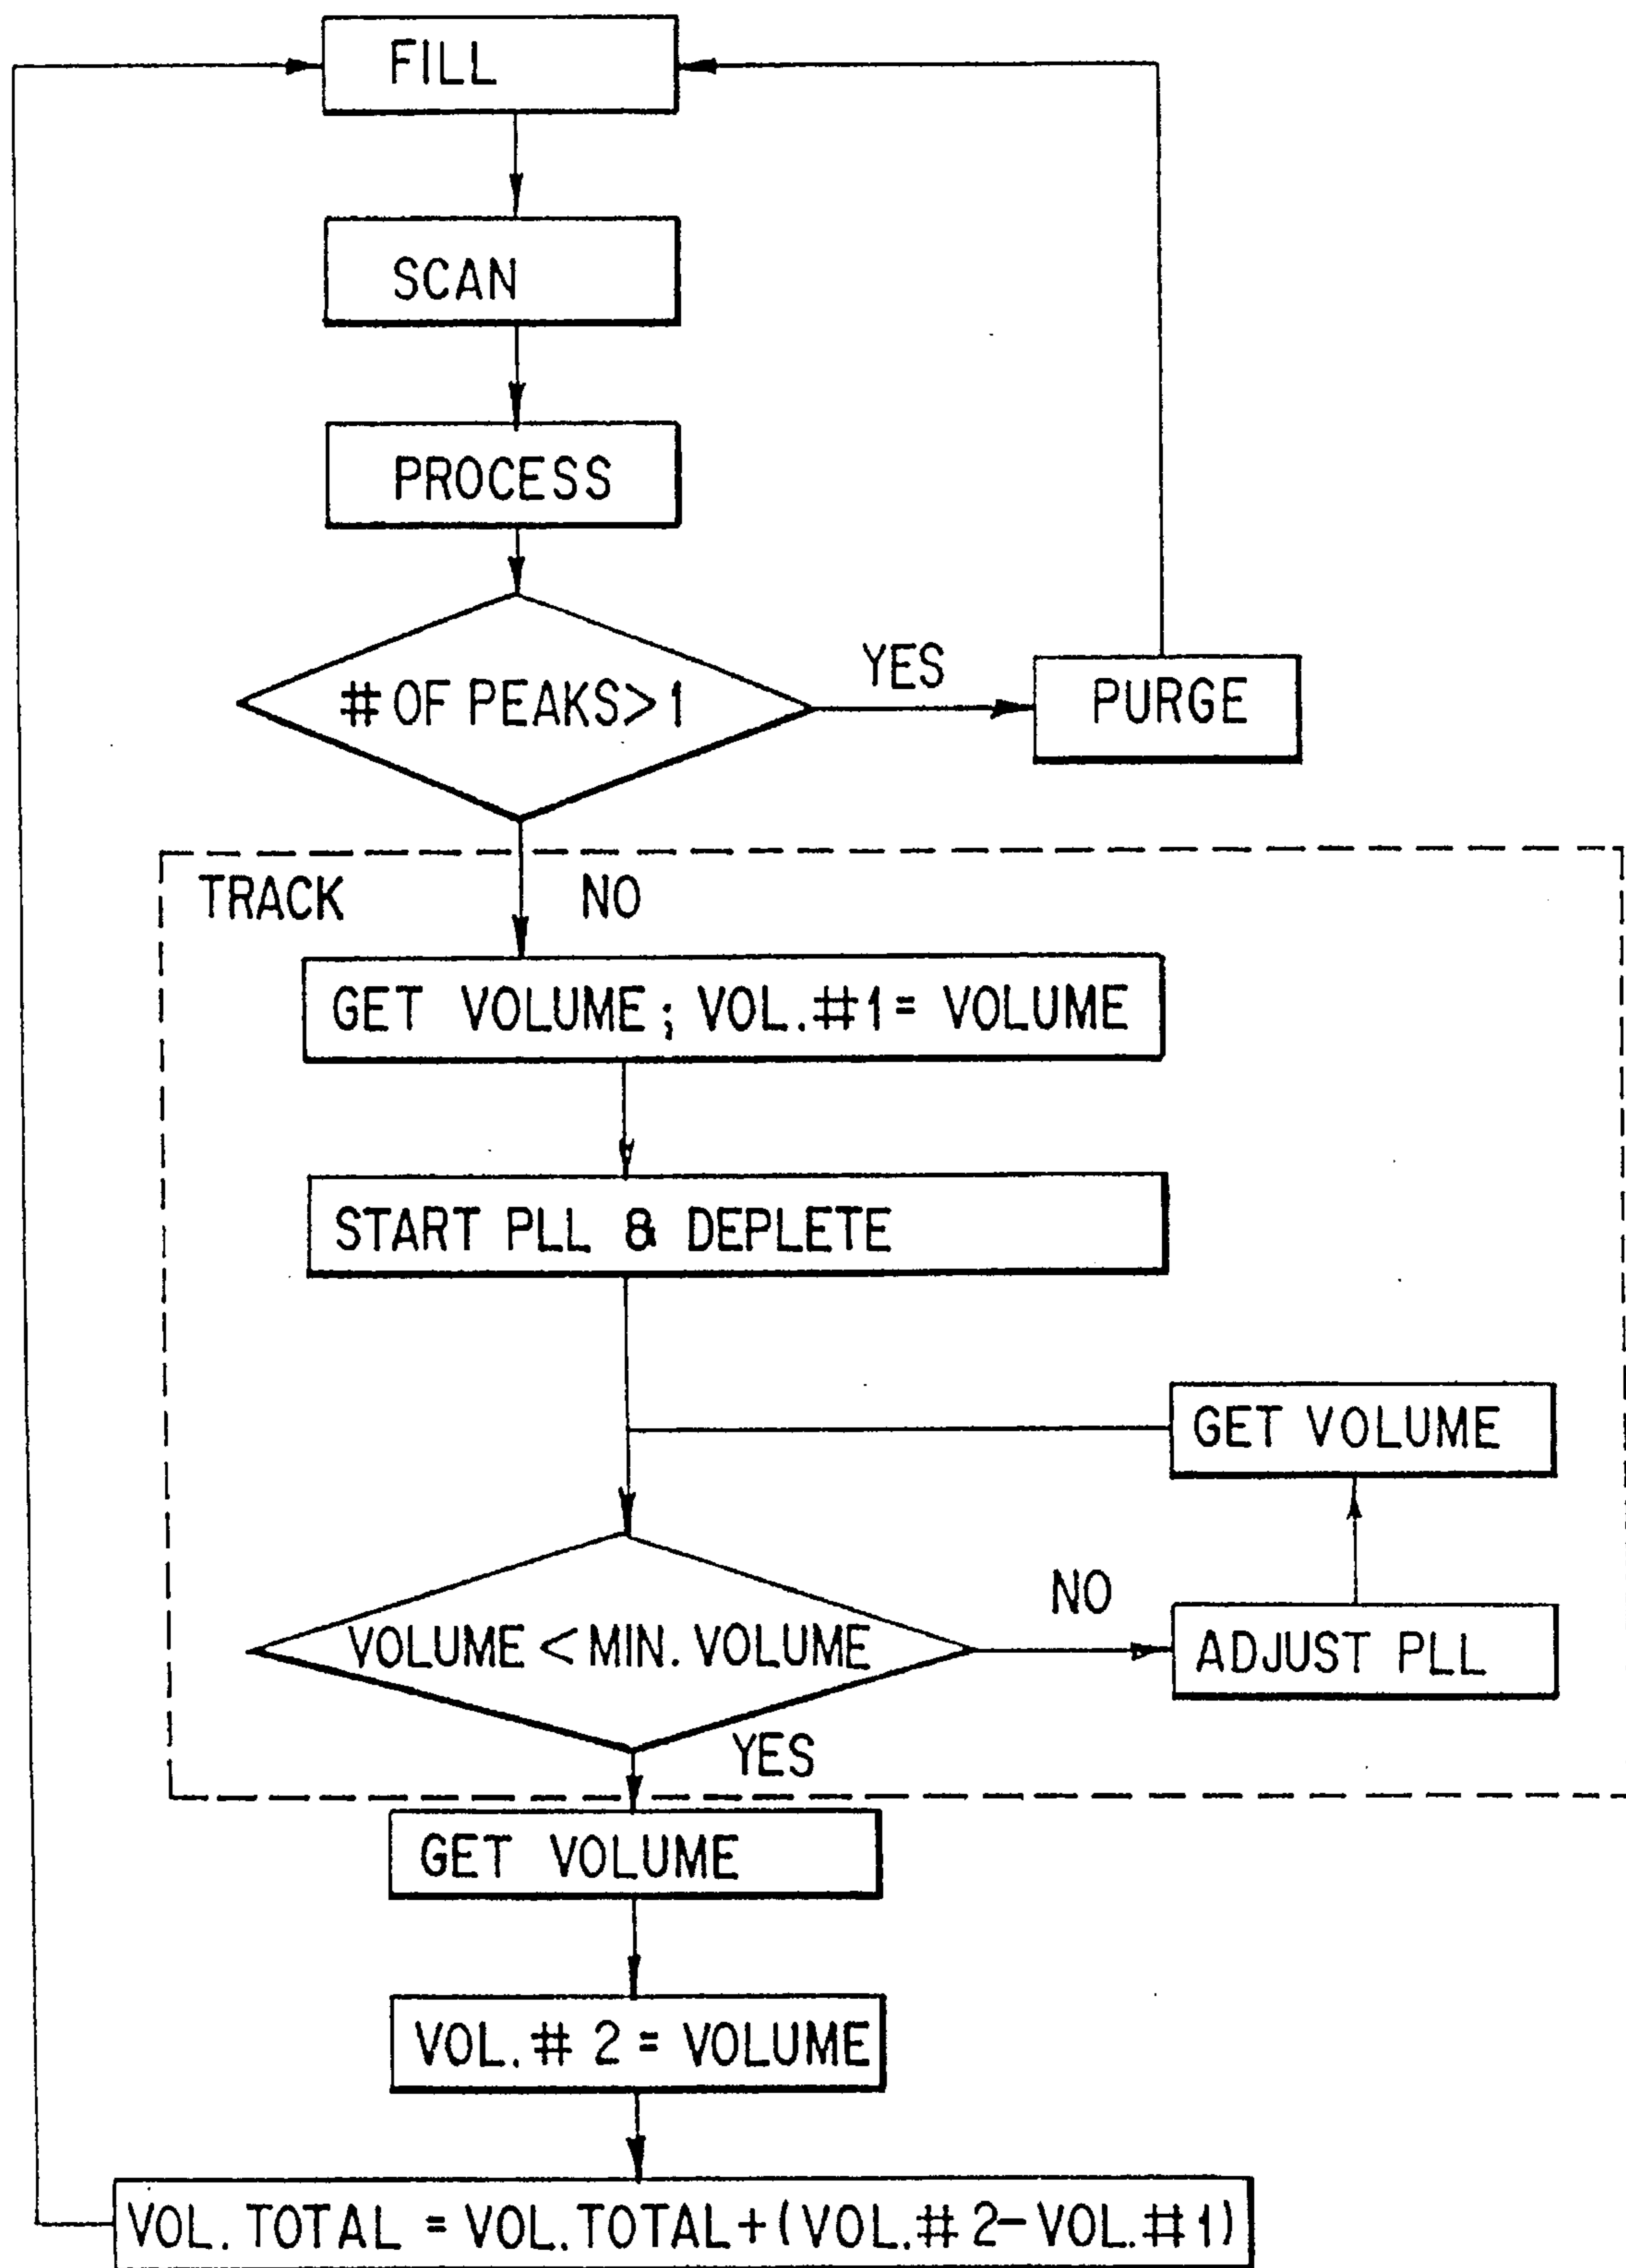 FILL
SCAN
PROCESS
# OF PEAKS > 1
YES
PURGE
TRACK
NO
GET VOLUME; VOL.#1 = VOLUME
START PLL & DEPLETE
GET VOLUME
VOLUME < MIN. VOLUME
NO
ADJUST PLL
YES
GET VOLUME
VOL.# 2 = VOLUME
VOL. TOTAL = VOL.TOTAL+(VOL.#2-VOL.#1)